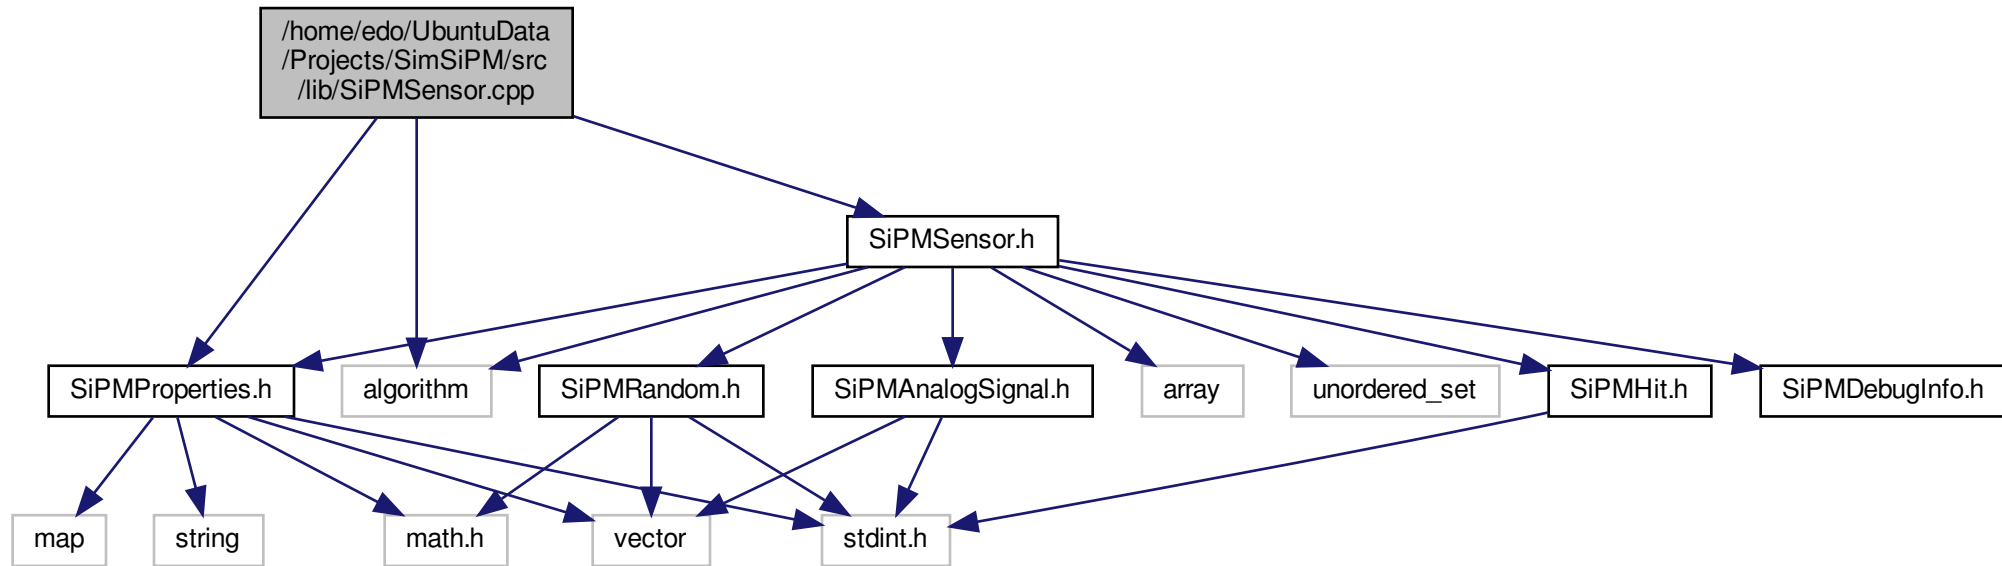 /home/edo/UbuntuData
/Projects/SimSiPM/src
/lib/SiPMSensor.cpp
SiPMSensor.h
SiPMProperties.h
algorithm
SiPMRandom.h
SiPMAnalogSignal.h
array
unordered_set
SiPMHit.h
SiPMDebugInfo.h
map
string
math.h
vector
stdint.h